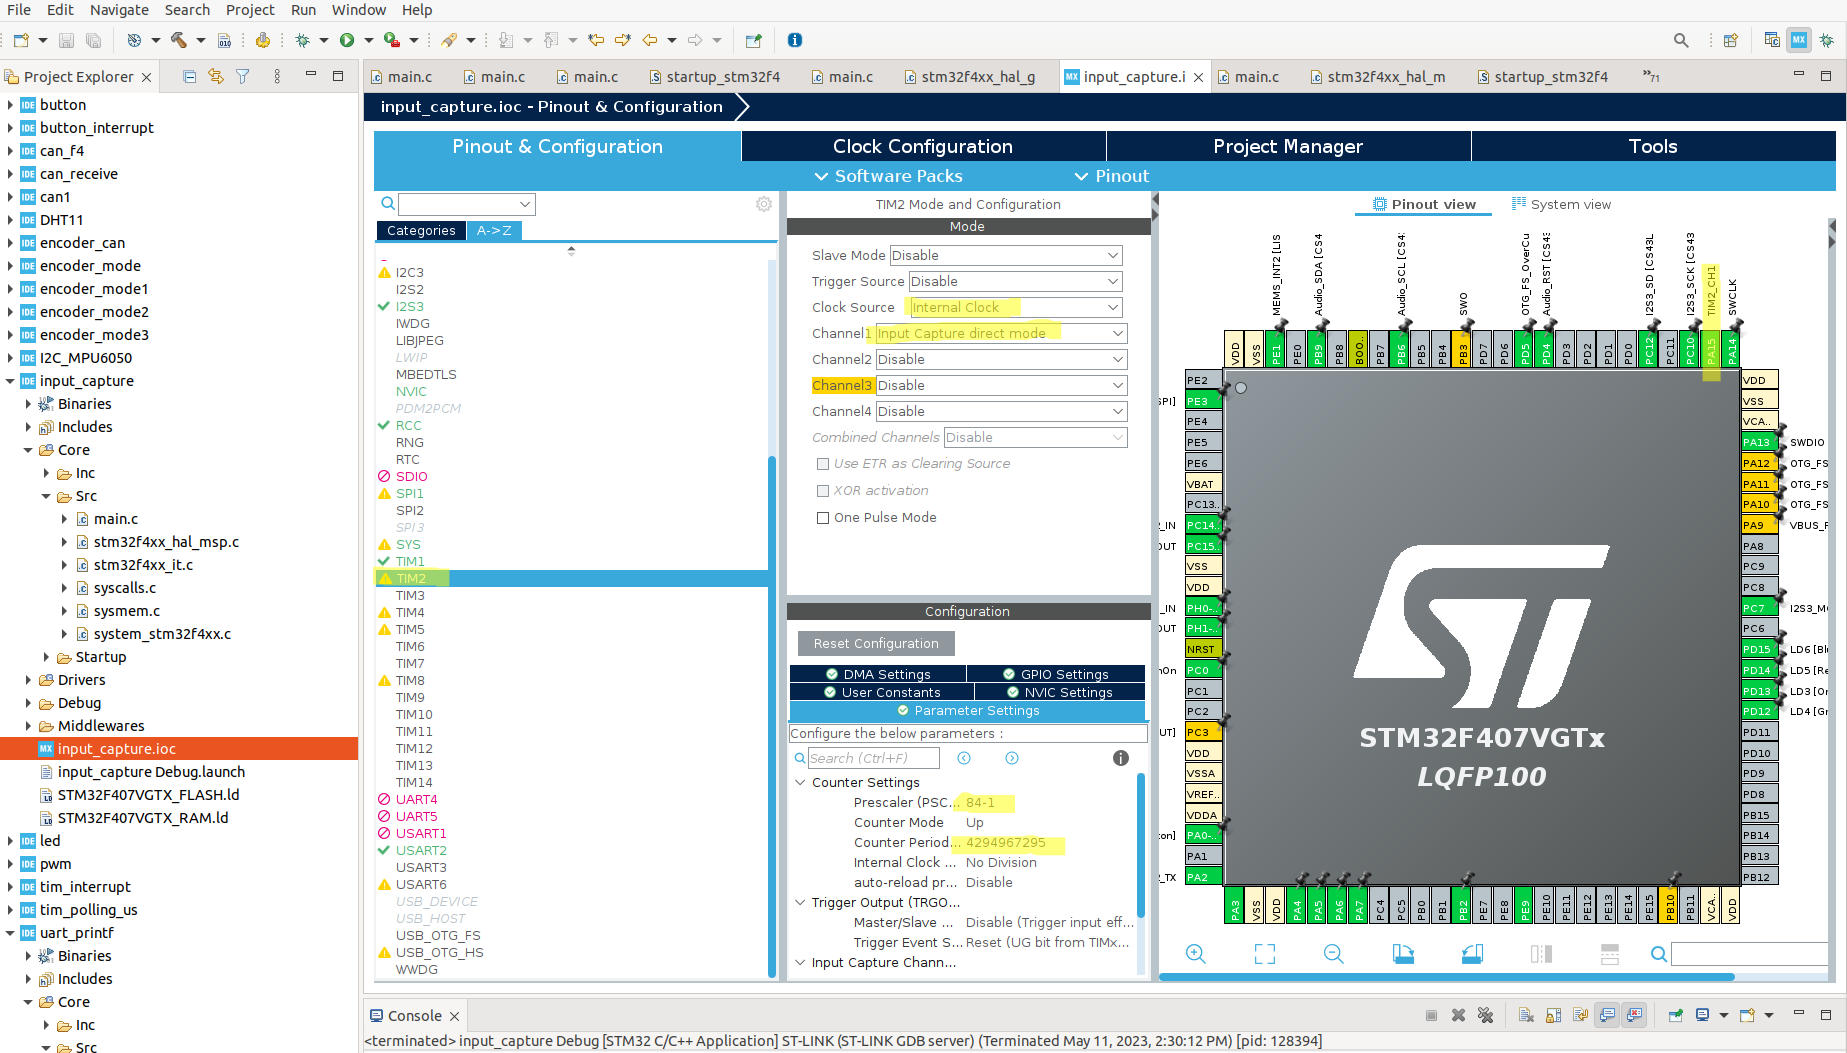 File Edit Navigate Search Project Run Window Help
Project Explorer
main.c
main.c
main.c
startup_stm32f4
main.c
stm32f4xx_hal_g
input_capture.i
main.c
stm32f4xx_hal_m
startup_stm32f4
71
button
button_interrupt
can_f4
can_receive
can1
DHT11
encoder_can
encoder_mode
encoder_mode1
encoder_mode2
encoder_mode3
I2C_MPU6050
input_capture
Binaries
Includes
Core
Inc
Src
main.c
stm32f4xx_hal_msp.c
stm32f4xx_it.c
syscalls.c
sysmem.c
system_stm32f4xx.c
Startup
Drivers
Debug
Middlewares
input_capture.ioc
input_capture Debug.launch
STM32F407VGTX_FLASH.ld
STM32F407VGTX_RAM.ld
led
pwm
tim_interrupt
tim_polling_us
uart_printf
Binaries
Includes
Core
Inc
Src
input_capture.ioc - Pinout & Configuration
Pinout & Configuration
Clock Configuration
Project Manager
Tools
Software Packs
Pinout
Categories
A->Z
I2C3
I2S2
I2S3
IWDG
LIBJPEG
LWIP
MBEDTLS
NVIC
PDM2PCM
RCC
RNG
RTC
SDIO
SPI1
SPI2
SPI3
SYS
TIM1
TIM2
TIM3
TIM4
TIM5
TIM6
TIM7
TIM8
TIM9
TIM10
TIM11
TIM12
TIM13
TIM14
UART4
UART5
USART1
USART2
USART3
USART6
USB_DEVICE
USB_HOST
USB_OTG_FS
USB_OTG_HS
WWDG
TIM2 Mode and Configuration
Mode
Slave Mode Disable
Trigger Source Disable
Clock Source Internal Clock
Channel1 Input Capture direct mode
Channel2 Disable
Channel3 Disable
Channel4 Disable
Combined Channels Disable
Use ETR as Clearing Source
XOR activation
One Pulse Mode
Configuration
Reset Configuration
DMA Settings
GPIO Settings
User Constants
NVIC Settings
Parameter Settings
Configure the below parameters :
Search (Ctrl+F)
Counter Settings
Prescaler (PSC... 84-1
Counter Mode Up
Counter Period... 4294967295
Internal Clock ... No Division
auto-reload pr... Disable
Trigger Output (TRGO...
Master/Slave ... Disable (Trigger input eff...
Trigger Event S... Reset (UG bit from TIMx...
Input Capture Chann...
Pinout view
System view
MEMS_INT2 [LIS
Audio_SDA [CS4
Audio_SCL [CS4:
SWO
OTG_FS_OverCu
Audio_RST [CS43
I2S3_SD [CS43L
I2S3_SCK [CS43
TIM2_CH1
SWCLK
VDD
VSS
PE1
PE0
PB9
PB8
BOO..
PB7
PB6
PB5
PB4
PB3
PD7
PD6
PD5
PD4
PD3
PD2
PD1
PD0
PC12
PC11
PC10
PA15
PA14
PE2
PE3
PE4
PE5
PE6
VBAT
PC13..
PC14..
PC15..
VSS
VDD
PH0-..
PH1-..
NRST
PC0
PC1
PC2
PC3
VDD
VSSA
VREF..
VDDA
PA0-..
PA1
PA2
SPI]
_IN
OUT
_IN
OUT
nOn
UT]
ton]
_TX
STM32F407VGTx
LQFP100
VDD
VSS
VCA..
PA13 SWDIO
PA12 OTG_FS
PA11 OTG_FS
PA10 OTG_FS
PA9 VBUS_F
PA8
PC9
PC8
PC7 I2S3_M
PC6
PD15 LD6 [Bl
PD14 LD5 [Re
PD13 LD3 [Or
PD12 LD4 [Gr
PD11
PD10
PD9
PD8
PB15
PB14
PB13
PB12
PA3
VSS
VDD
PA4
PA5
PA6
PA7
PC4
PC5
PB0
PB1
PB2
PE7
PE8
PE9
PE10
PE11
PE12
PE13
PE14
PE15
PB10
PB11
VCA..
VSS
VDD
Console
<terminated> input_capture Debug [STM32 C/C++ Application] ST-LINK (ST-LINK GDB server) (Terminated May 11, 2023, 2:30:12 PM) [pid: 128394]